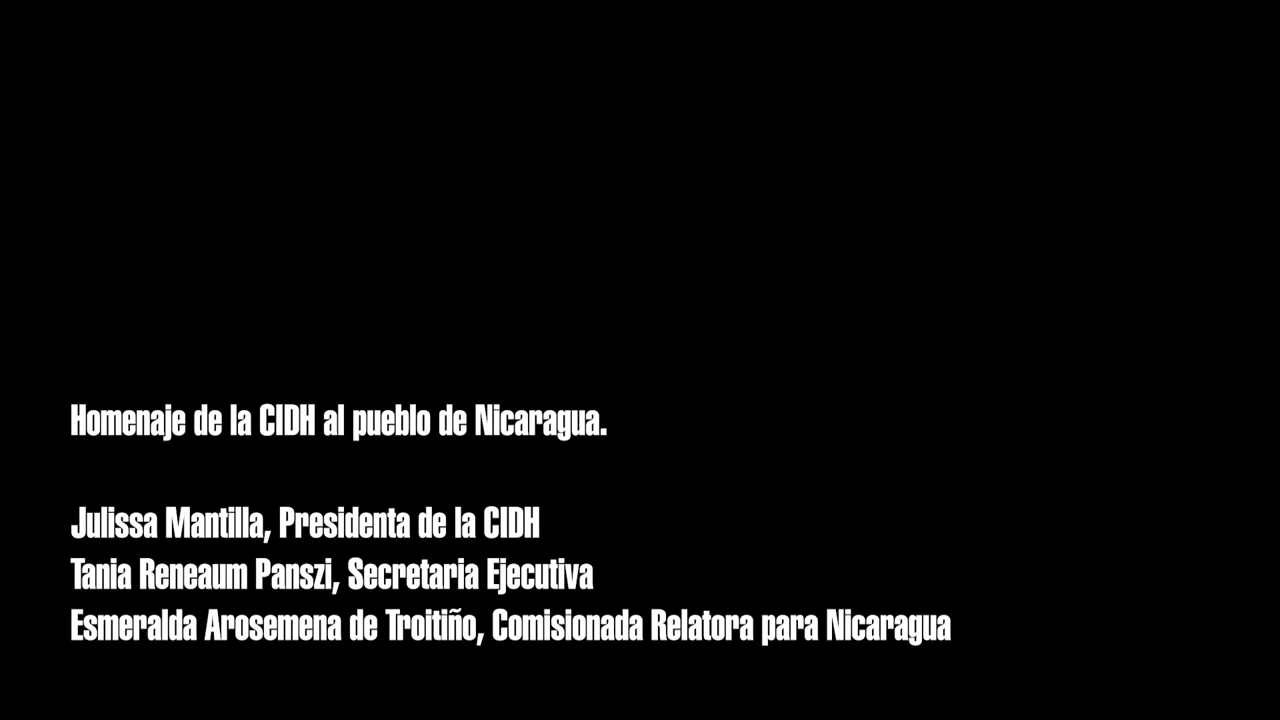 Homenaje de la CIDH al pueblo de Nicaragua.
Julissa Mantilla, Presidenta de la CIDH
Tania Reneaum Panszi, Secretaria Ejecutiva
Esmeralda Arosemena de Troitiño, Comisionada Relatora para Nicaragua